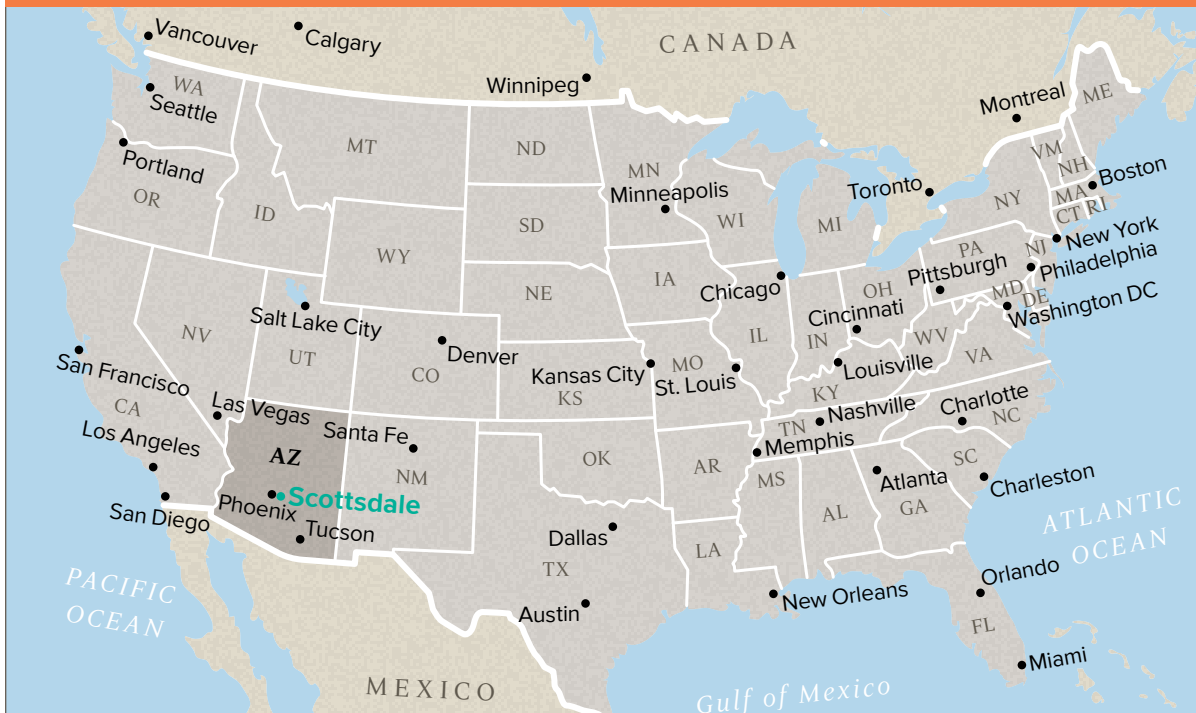 Vancouver
Calgary
CANADA
Winnipeg
Montreal
ME
WA
Seattle
MT
ND
MN
VM
NH
Portland
Minneapolis
Toronto
Boston
MA
OR
ID
SD
WI
MI
NY
CT
RI
WY
New York
PA
NJ
Philadelphia
IA
Pittsburgh
NE
Chicago
OH
MD
DE
Washington DC
Salt Lake City
Cincinnati
NV
UT
Denver
IL
IN
WV
VA
CO
Kansas City
MO
St. Louis
Louisville
San Francisco
KS
KY
CA
Las Vegas
Nashville
Charlotte
NC
Los Angeles
Santa Fe
TN
Memphis
AZ
NM
OK
AR
SC
MS
Atlanta
Charleston
Scottsdale
Phoenix
AL
GA
San Diego
Tucson
Dallas
ATLANTIC
OCEAN
LA
TX
PACIFIC
OCEAN
Orlando
Austin
New Orleans
FL
Miami
MEXICO
Gulf of Mexico